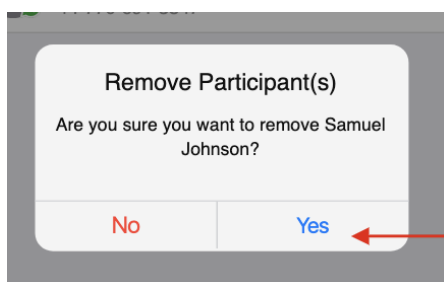 Remove Participant(s)
Are you sure you want to remove Samuel
Johnson?
No
Yes